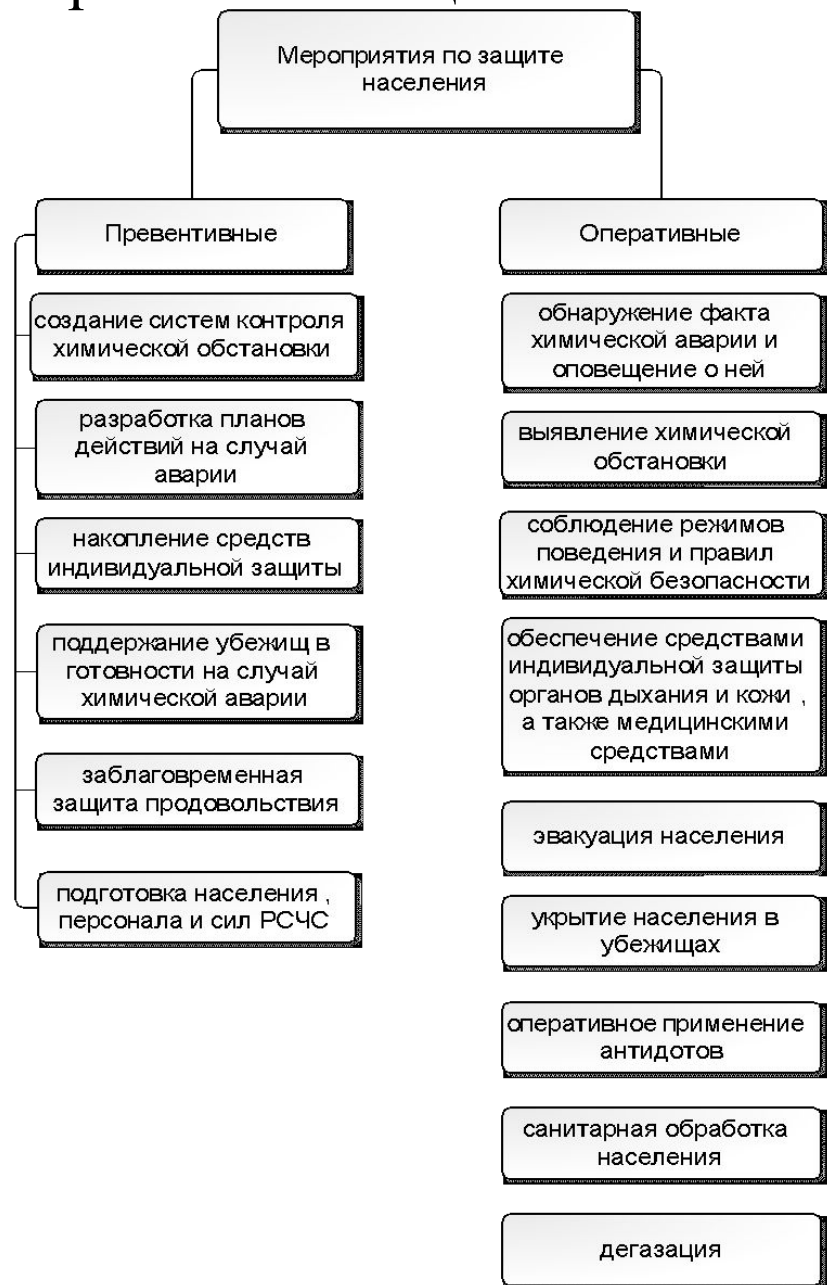 Мероприятия по защите
населения
Превентивные
создание систем контроля
химической обстановки
разработка планов
действий на случай
аварии
накопление средств
индивидуальной защиты
поддержание убежищ в
готовности на случай
химической аварии
заблаговременная
защита продовольствия
подготовка населения ,
персонала и сил РСЧС
Оперативные
обнаружение факта
химической аварии и
оповещение о ней
выявление химической
обстановки
соблюдение режимов
поведения и правил
химической безопасности
обеспечение средствами
индивидуальной защиты
органов дыхания и кожи ,
а также медицинскими
средствами
эвакуация населения
укрытие населения в
убежищах
оперативное применение
антидотов
санитарная обработка
населения
дегазация